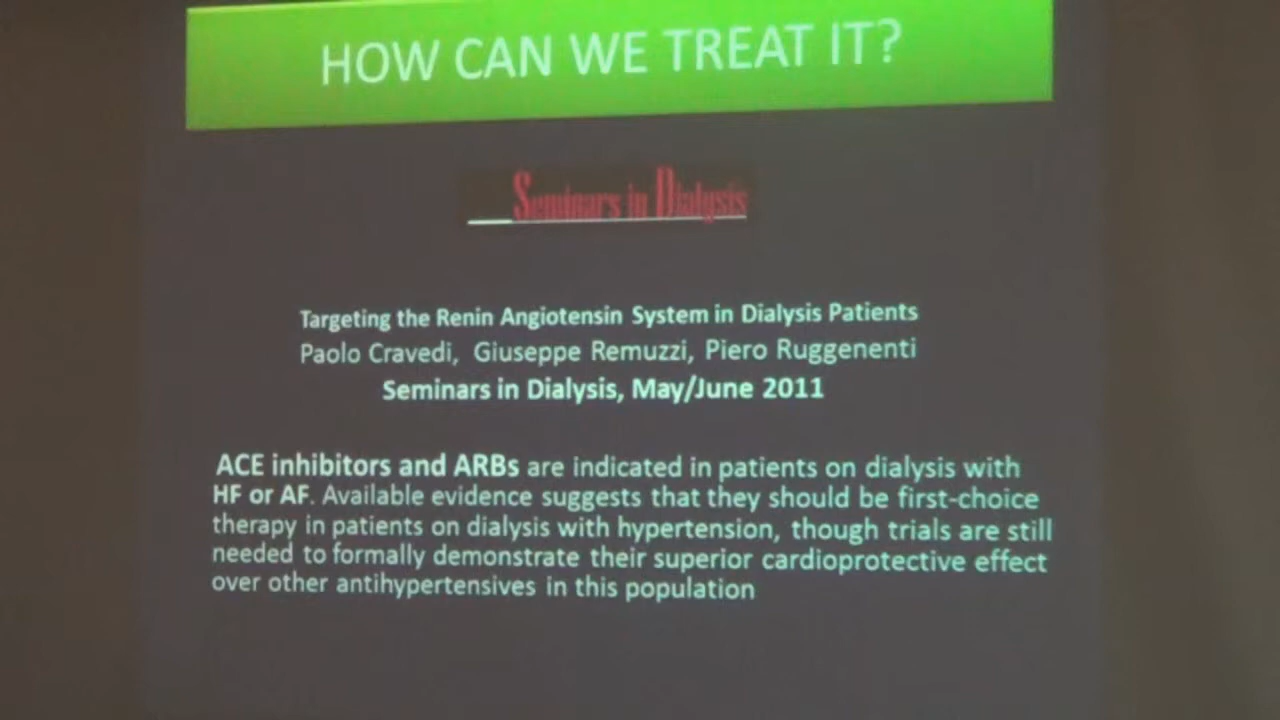 HOW CAN WE TREAT IT?
Seminars in Dialysis
Targeting the Renin Angiotensin System in Dialysis Patients
Paolo Cravedi, Giuseppe Remuzzi, Piero Ruggenenti
Seminars in Dialysis, May/June 2011
ACE inhibitors and ARBs are indicated in patients on dialysis with
HF or AF. Available evidence suggests that they should be first-choice
therapy in patients on dialysis with hypertension, though trials are still
needed to formally demonstrate their superior cardioprotective effect
over other antihypertensives in this population